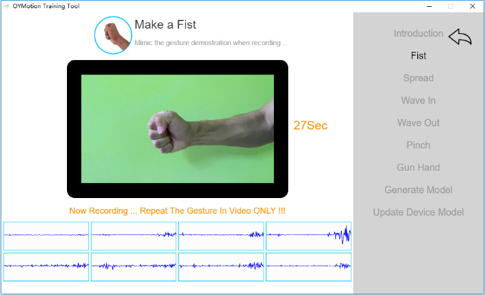 OYMotion Training Tool
Make a Fist
Mimic the gesture demostration when recording ...
27Sec
Now Recording ... Repeat The Gesture In Video ONLY !!!
Introduction
Fist
Spread
Wave In
Wave Out
Pinch
Gun Hand
Generate Model
Update Device Model